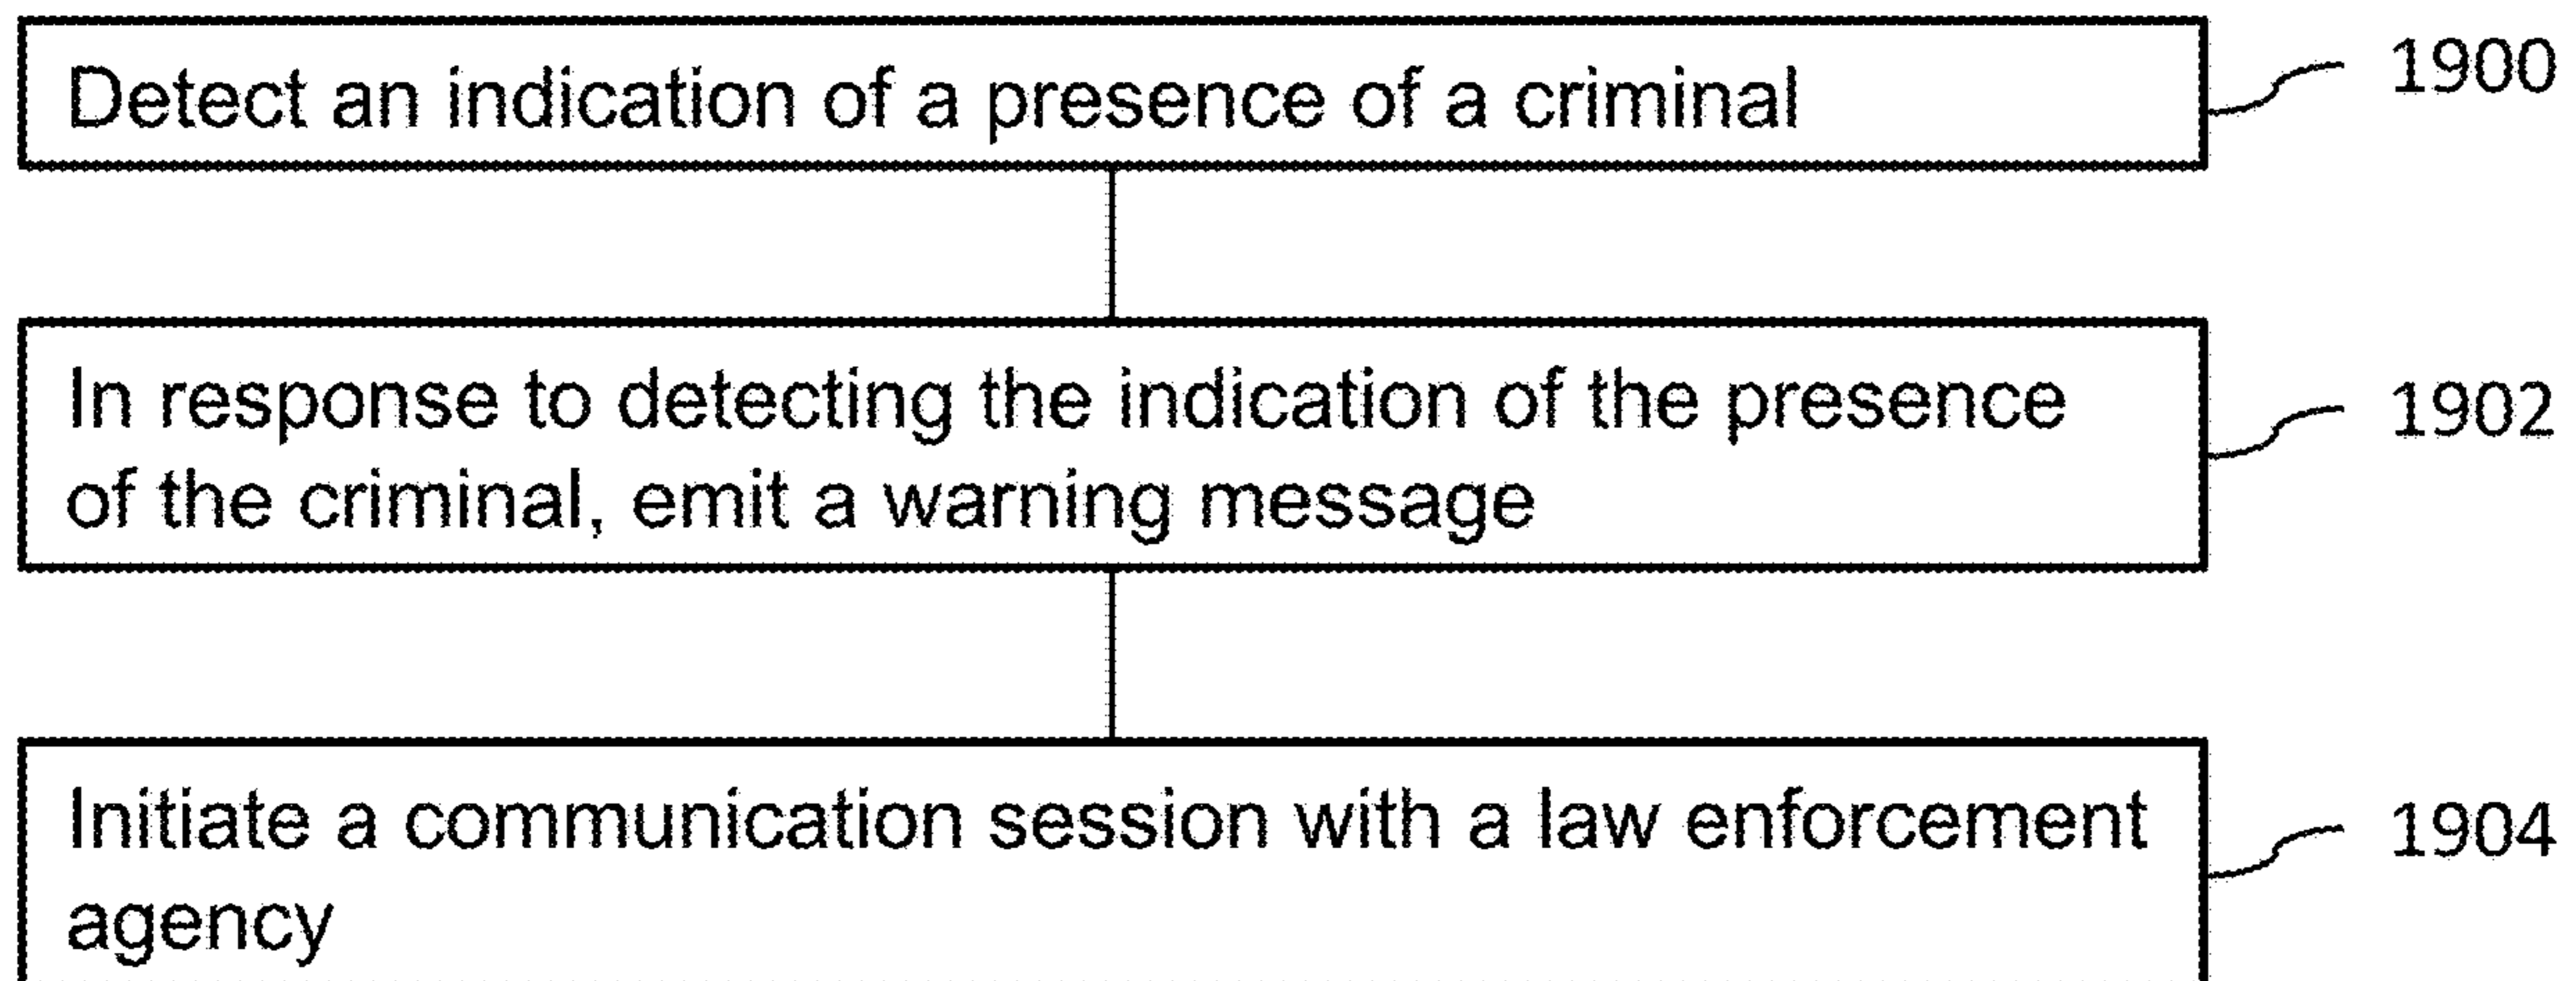 Detect an indication of a presence of a criminal
1900
In response to detecting the indication of the presence
of the criminal, emit a warning message
1902
Initiate a communication session with a law enforcement
agency
1904